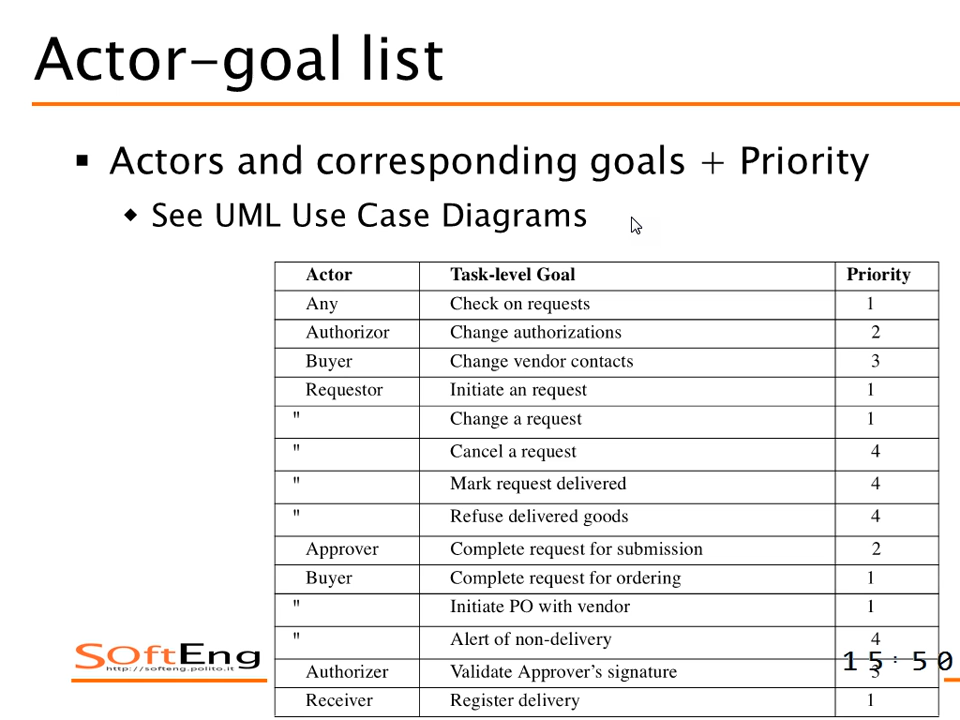 Actor-goal list
▪ Actors and corresponding goals + Priority
◆ See UML Use Case Diagrams
Actor Task-level Goal Priority
Any Check on requests 1
Authorizor Change authorizations 2
Buyer Change vendor contacts 3
Requestor Initiate an request 1
" Change a request 1
" Cancel a request 4
" Mark request delivered 4
" Refuse delivered goods 4
Approver Complete request for submission 2
Buyer Complete request for ordering 1
" Initiate PO with vendor 1
" Alert of non-delivery 4
Authorizer Validate Approver's signature 3
Receiver Register delivery 1
SOftEng
http://softeng.polito.it
15:50